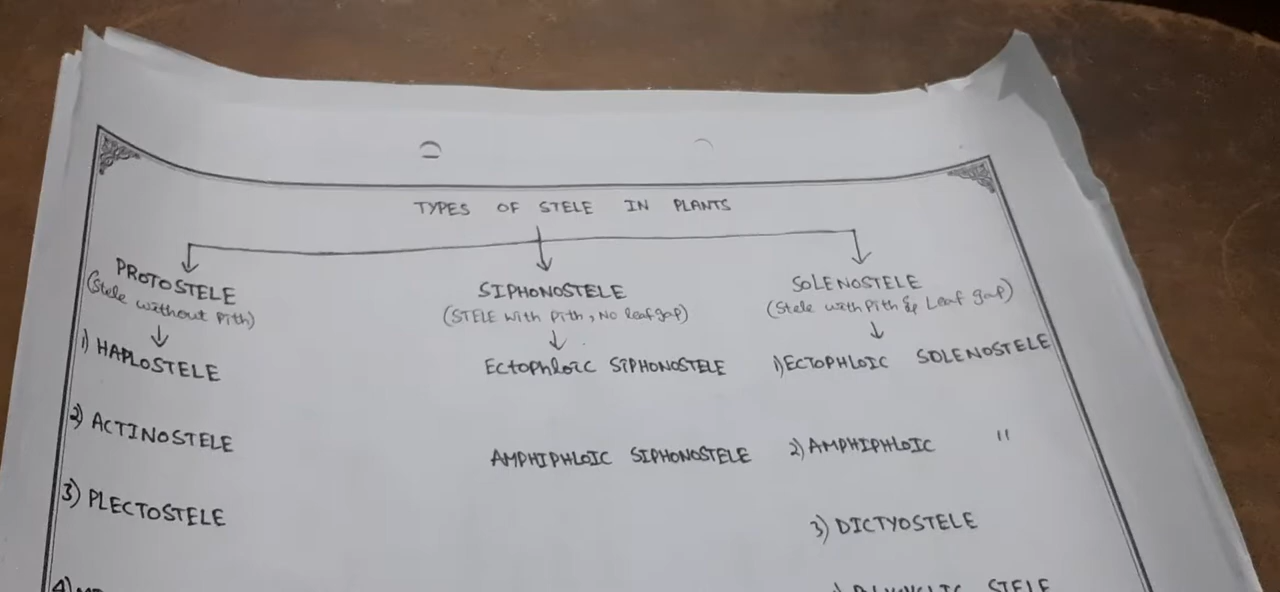 TYPES OF STELE IN PLANTS
PROTOSTELE
(Stele without Pith)
1) HAPLOSTELE
2) ACTINOSTELE
3) PLECTOSTELE
4)
SIPHONOSTELE
(STELE with pith, No leaf gap)
Ectophloic SIPHONOSTELE
AMPHIPHLOIC SIPHONOSTELE
SOLENOSTELE
(Stele with Pith & Leaf gap)
1) ECTOPHLOIC SOLENOSTELE
2) AMPHIPHLOIC "
3) DICTYOSTELE
STELE